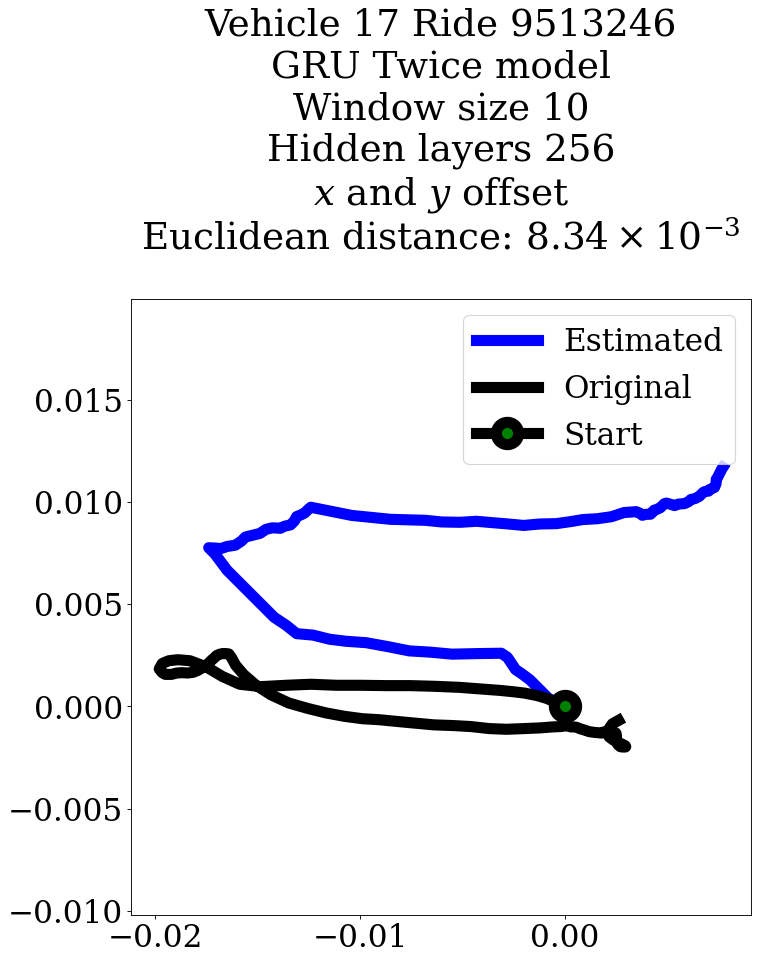 Vehicle 17 Ride 9513246
GRU Twice model
Window size 10
Hidden layers 256
x and y offset
Euclidean distance: 8.34 × 10⁻³
Estimated
Original
Start
0.015
0.010
0.005
0.000
−0.005
−0.010
−0.02
−0.01
0.00